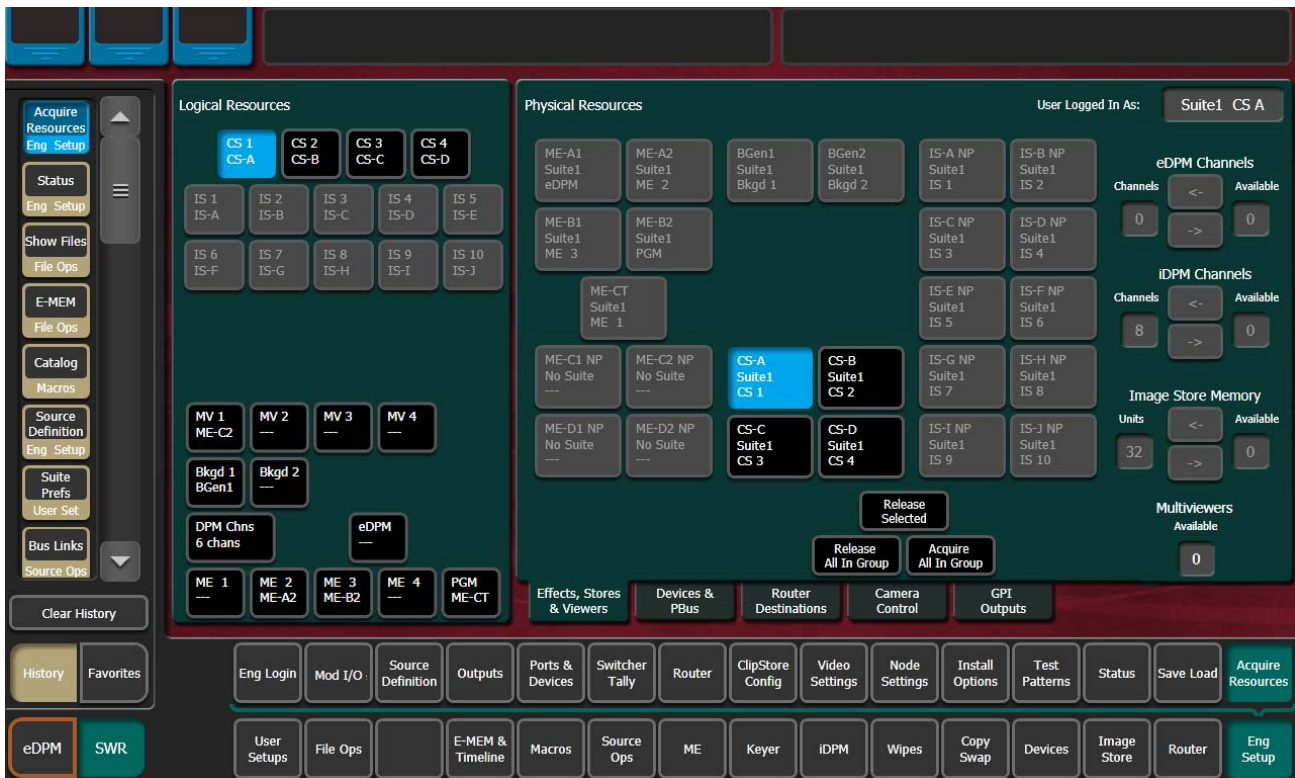 Acquire
Resources
Eng Setup
Status
Eng Setup
Show Files
File Ops
E-MEM
File Ops
Catalog
Macros
Source
Definition
Eng Setup
Suite
Prefs
User Set
Bus Links
Source Ops
Clear History
History Favorites
eDPM SWR
Logical Resources
CS 1 CS 2 CS 3 CS 4
CS-A CS-B CS-C CS-D
IS 1 IS 2 IS 3 IS 4 IS 5
IS-A IS-B IS-C IS-D IS-E
IS 6 IS 7 IS 8 IS 9 IS 10
IS-F IS-G IS-H IS-I IS-J
MV 1 MV 2 MV 3 MV 4
ME-C2 --- --- ---
Bkgd 1 Bkgd 2
BGen1 ---
DPM Chns eDPM
6 chans ---
ME 1 ME 2 ME 3 ME 4 PGM
--- ME-A2 ME-B2 --- ME-CT
Physical Resources User Logged In As: Suite1 CS A
ME-A1 ME-A2 BGen1 BGen2 IS-A NP IS-B NP
Suite1 Suite1 Suite1 Suite1 Suite1 Suite1
eDPM ME 2 Bkgd 1 Bkgd 2 IS 1 IS 2
ME-B1 ME-B2 IS-C NP IS-D NP
Suite1 Suite1 Suite1 Suite1
ME 3 PGM IS 3 IS 4
ME-CT IS-E NP IS-F NP
Suite1 Suite1 Suite1
ME 1 IS 5 IS 6
ME-C1 NP ME-C2 NP CS-A CS-B IS-G NP IS-H NP
No Suite No Suite Suite1 Suite1 Suite1 Suite1
--- --- CS 1 CS 2 IS 7 IS 8
ME-D1 NP ME-D2 NP CS-C CS-D IS-I NP IS-J NP
No Suite No Suite Suite1 Suite1 Suite1 Suite1
--- --- CS 3 CS 4 IS 9 IS 10
eDPM Channels
Channels <- Available
0 -> 0
iDPM Channels
Channels <- Available
8 -> 0
Image Store Memory
Units <- Available
32 -> 0
Multiviewers
Available
0
Release
Selected
Release Acquire
All In Group All In Group
Effects, Stores Devices & Router Camera GPI
& Viewers PBus Destinations Control Outputs
Eng Login Mod I/O Source Outputs Ports & Switcher Router ClipStore Video Node Install Test Status Save Load Acquire
Definition Devices Tally Config Settings Settings Options Patterns Resources
User File Ops E-MEM & Macros Source ME Keyer iDPM Wipes Copy Devices Image Router Eng
Setups Timeline Ops Swap Store Setup